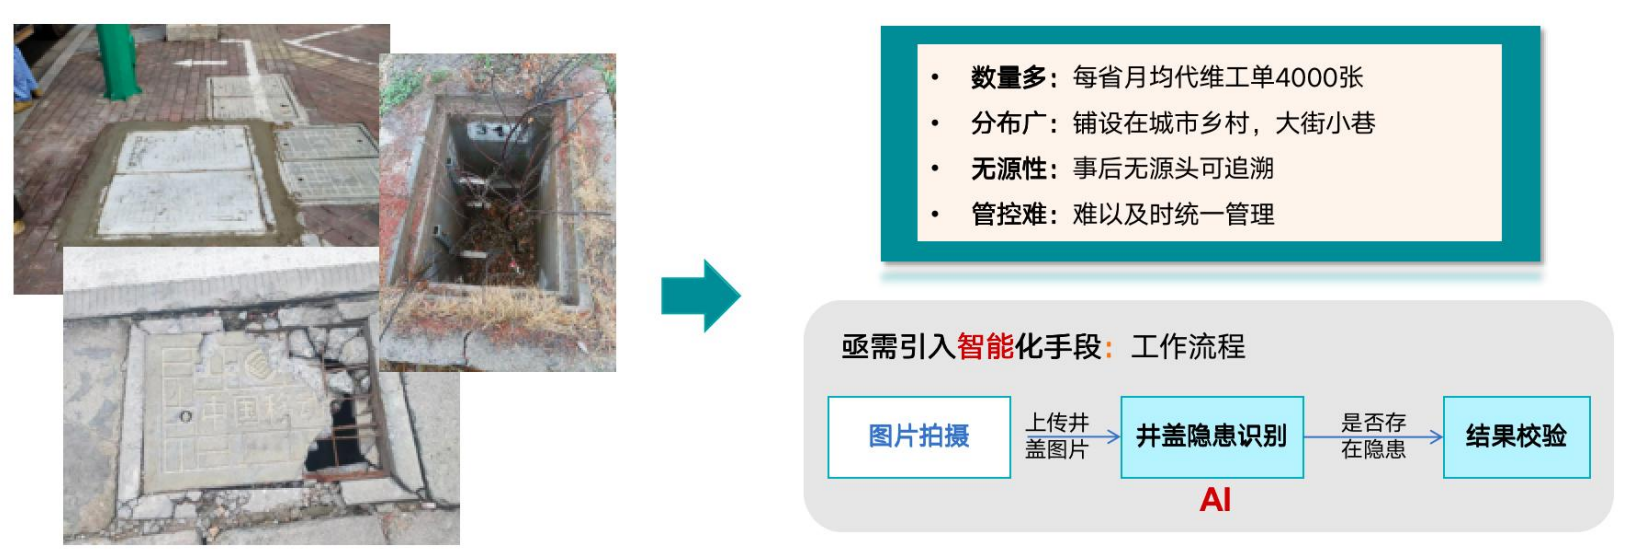 • 数量多：每省月均代维工单4000张
• 分布广：铺设在城市乡村，大街小巷
• 无源性：事后无源头可追溯
• 管控难：难以及时统一管理
亟需引入智能化手段：工作流程
图片拍摄
上传井
盖图片
井盖隐患识别
AI
是否存
在隐患
结果校验
中国移